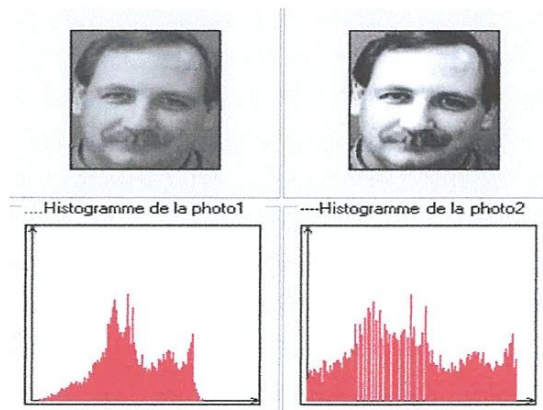 ....Histogramme de la photo1
----Histogramme de la photo2